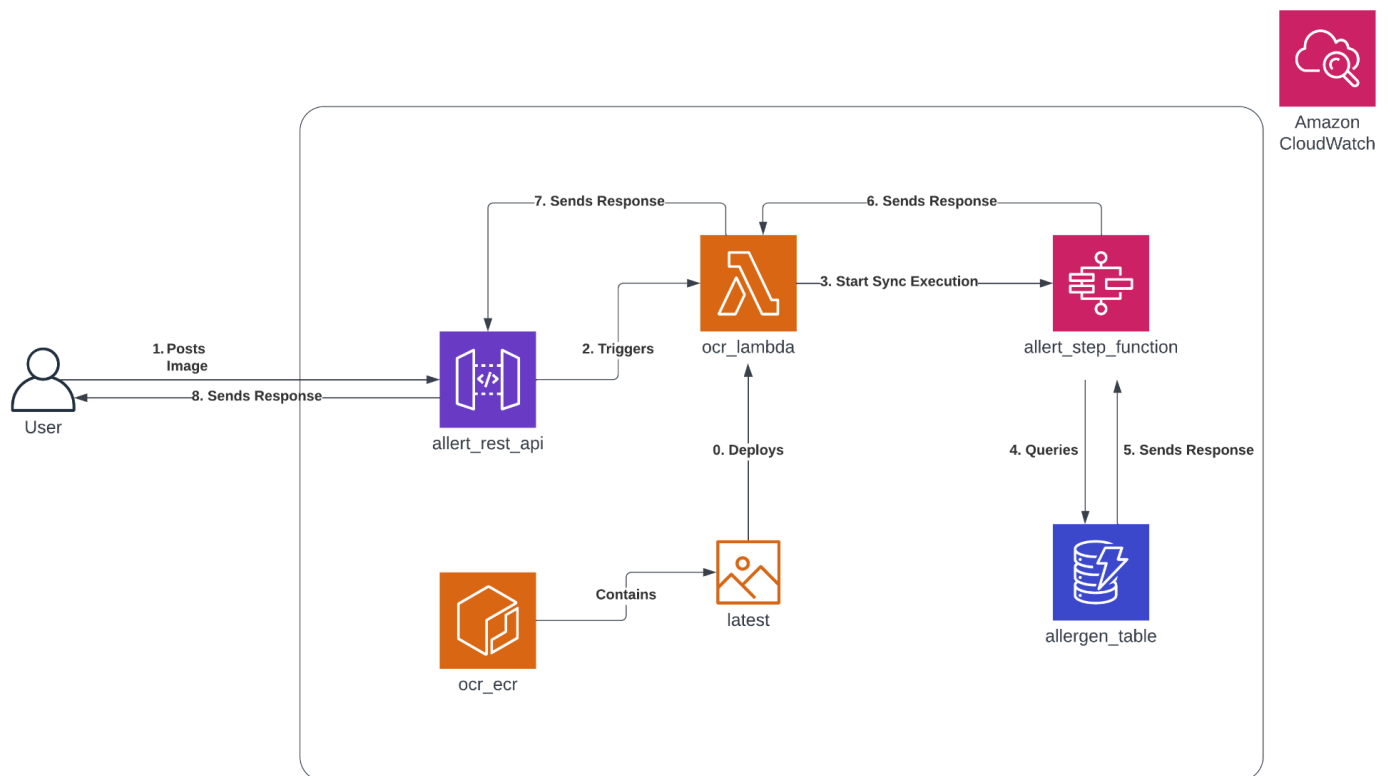 Amazon
CloudWatch
7. Sends Response
6. Sends Response
3. Start Sync Execution
ocr_lambda
allert_step_function
1. Posts
Image
2. Triggers
8. Sends Response
User
allert_rest_api
0. Deploys
4. Queries
5. Sends Response
Contains
latest
allergen_table
ocr_ecr